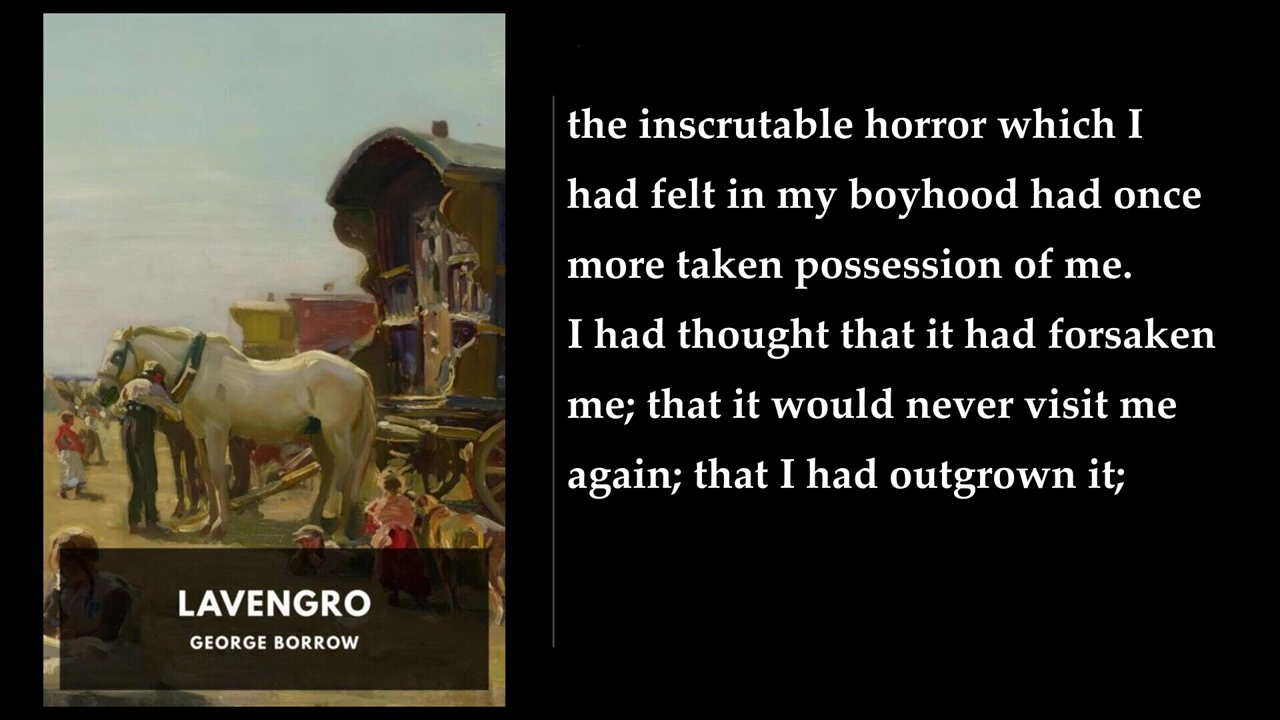 LAVENGRO
GEORGE BORROW
the inscrutable horror which I
had felt in my boyhood had once
more taken possession of me.
I had thought that it had forsaken
me; that it would never visit me
again; that I had outgrown it;